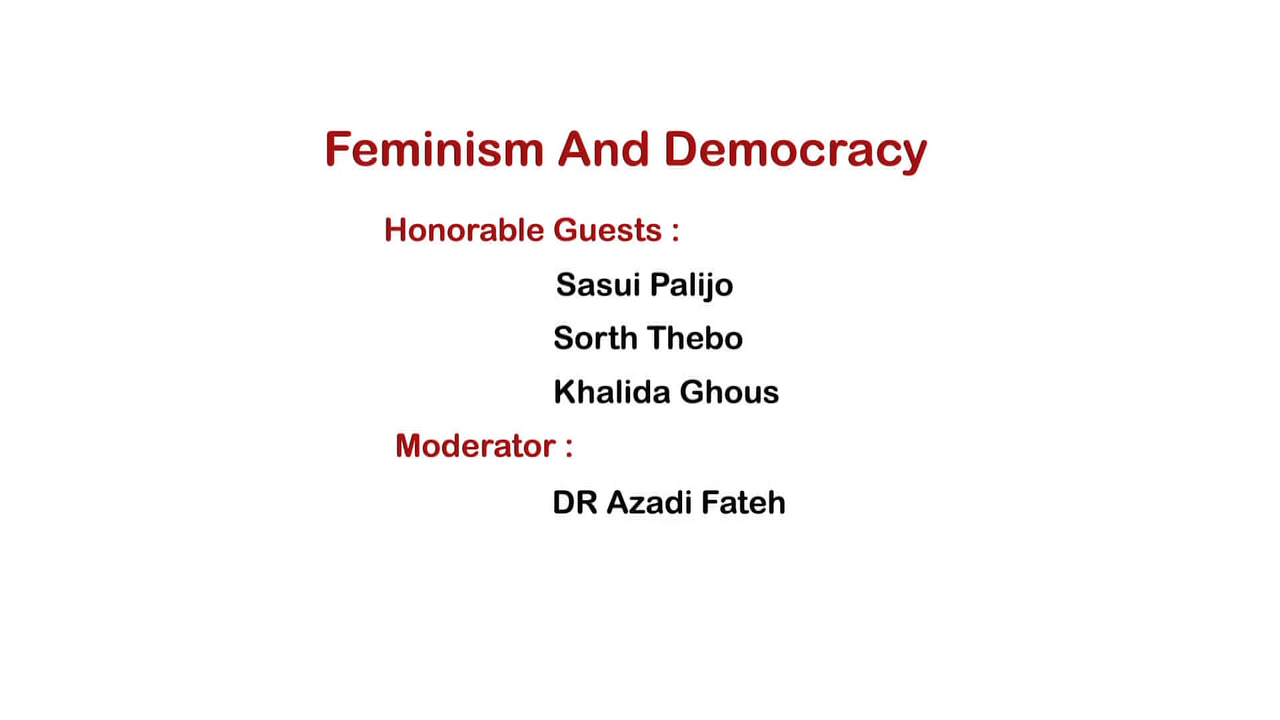 Feminism And Democracy
Honorable Guests :
Sasui Palijo
Sorth Thebo
Khalida Ghous
Moderator :
DR Azadi Fateh